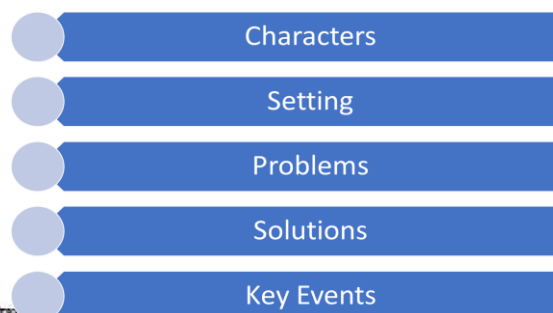 Characters
Setting
Problems
Solutions
Key Events